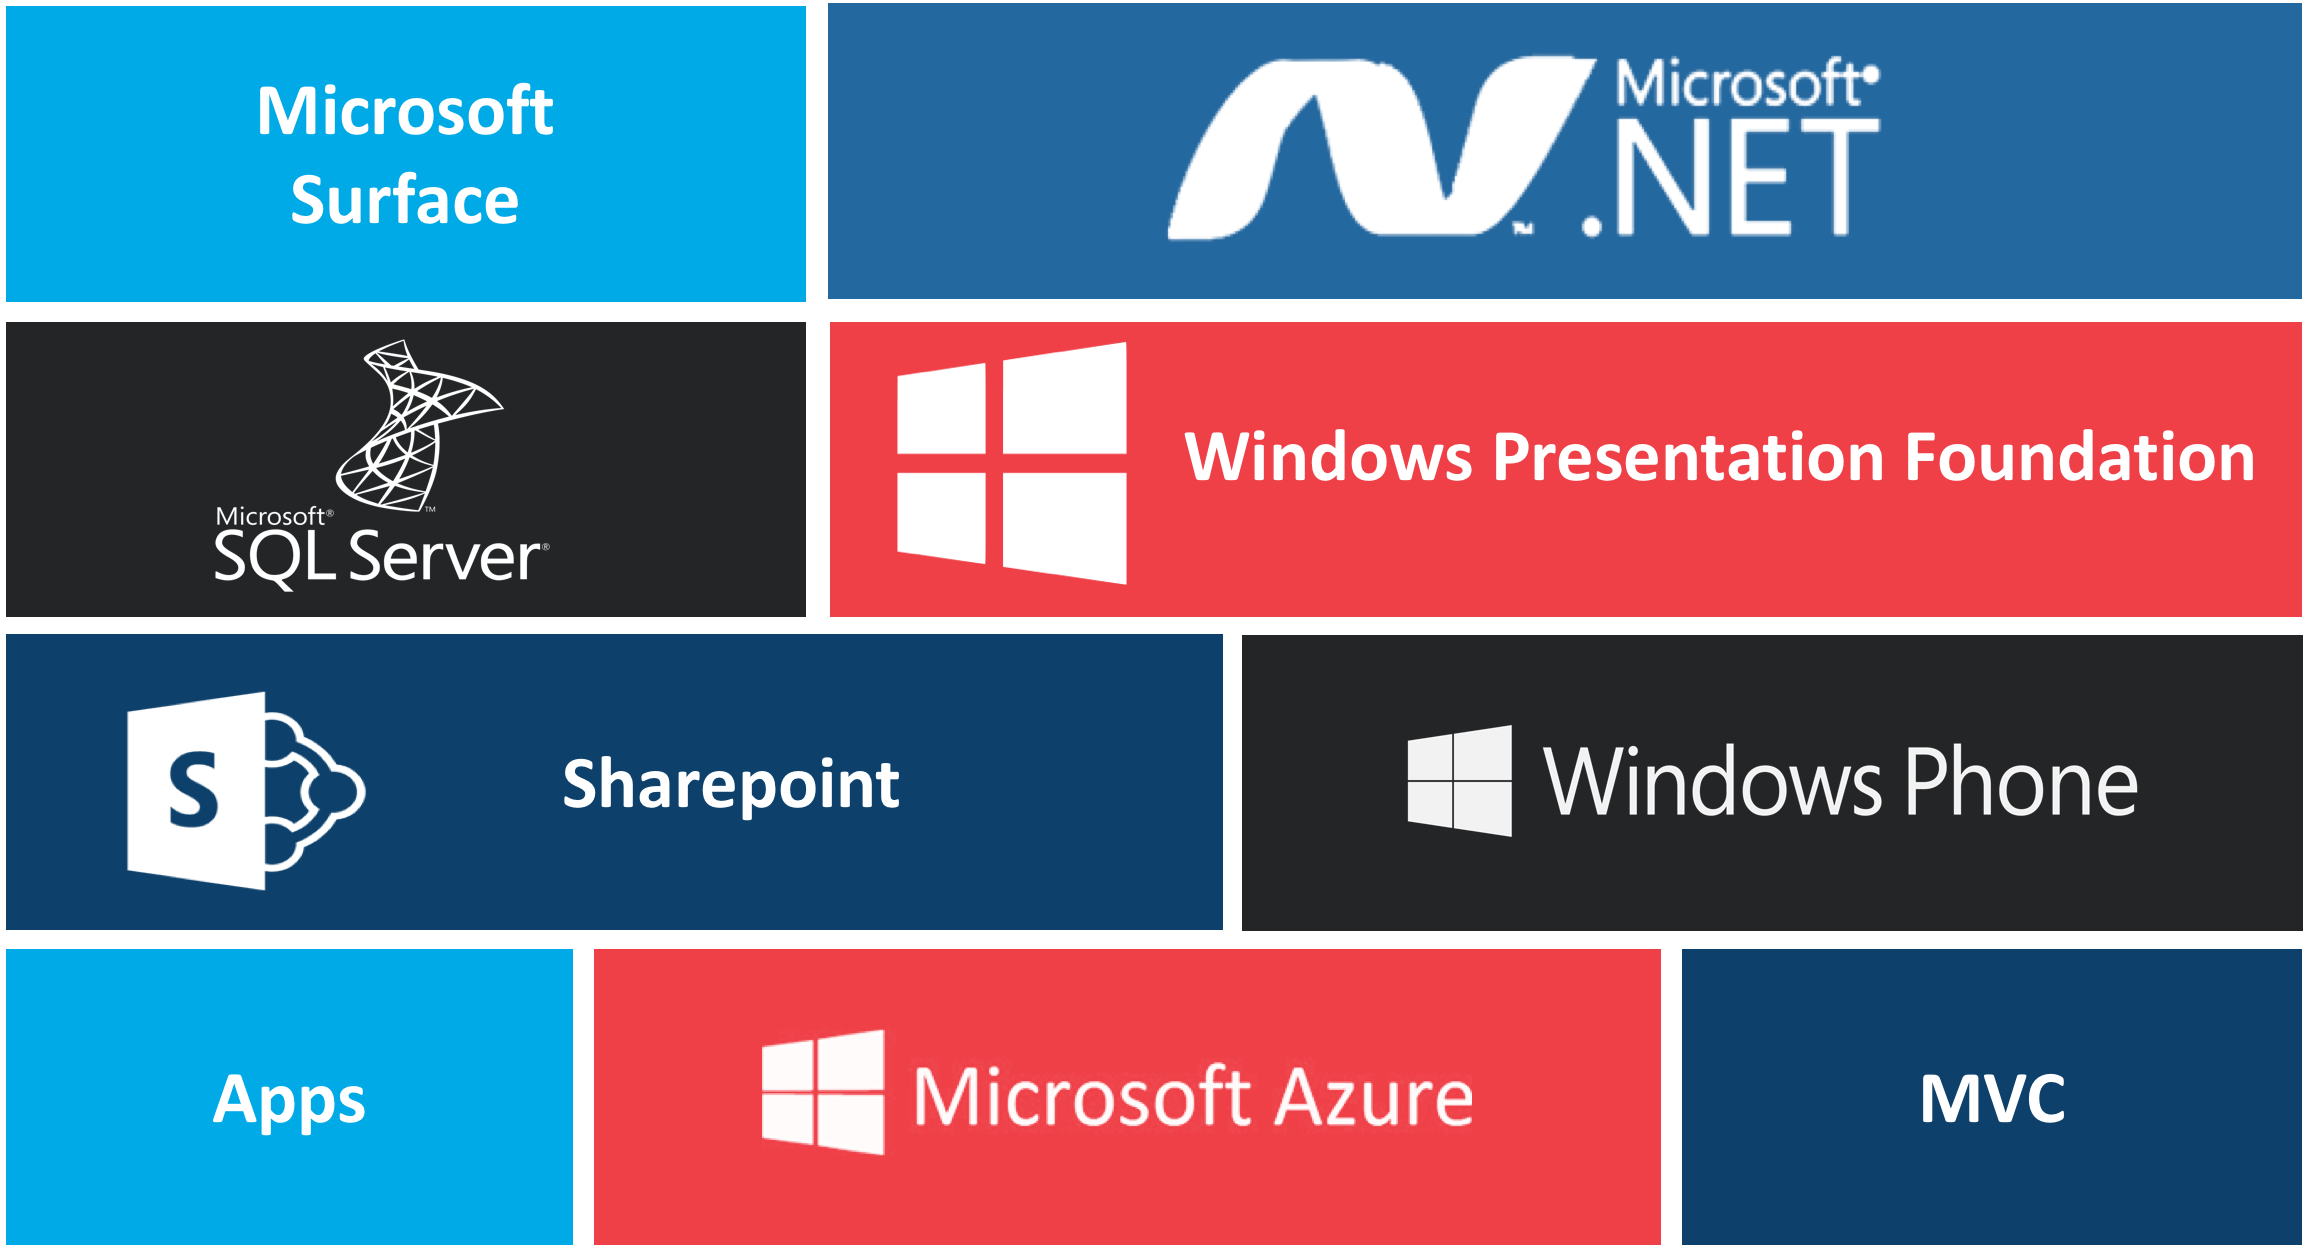 Microsoft
Surface
Microsoft
.NET
Microsoft®
SQL Server®
Windows Presentation Foundation
S
Sharepoint
Windows Phone
Apps
Microsoft Azure
MVC